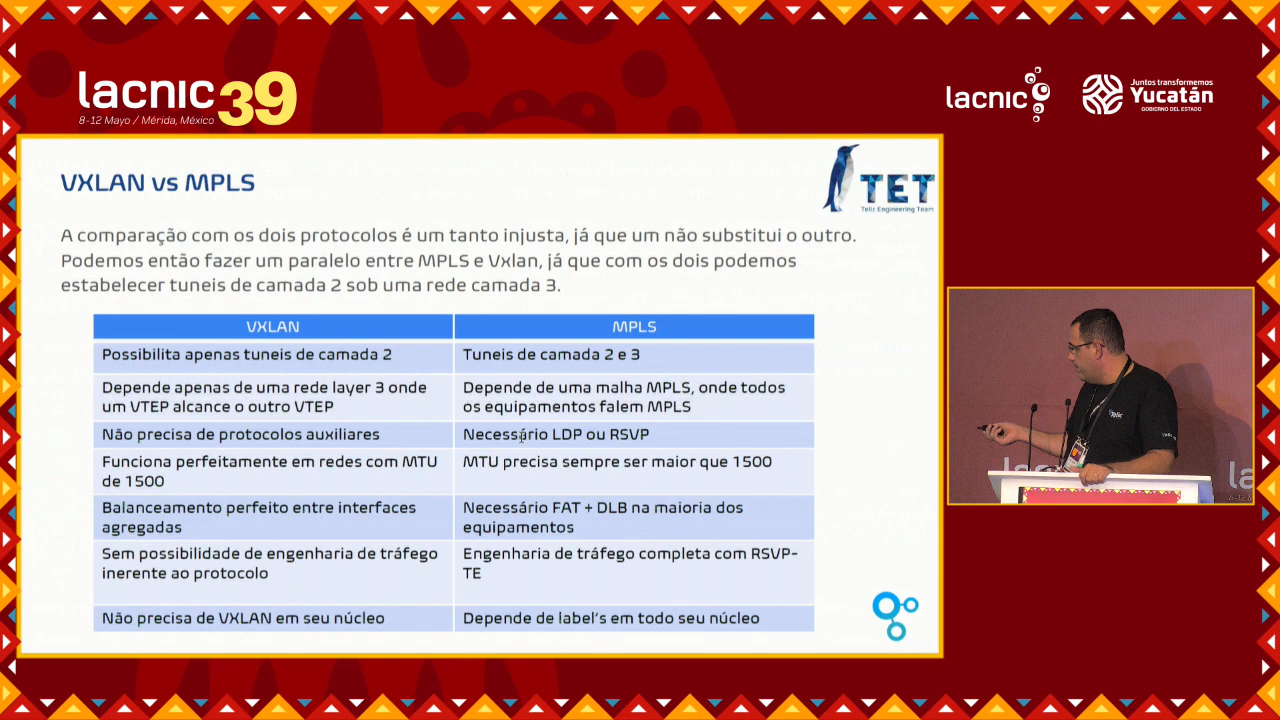 lacnic 39
8-12 Mayo / Mérida, México
lacnic
Juntos transformemos
Yucatán
GOBIERNO DEL ESTADO
VXLAN vs MPLS
TET
Telic Engineering Team
A comparação com os dois protocolos é um tanto injusta, já que um não substitui o outro.
Podemos então fazer um paralelo entre MPLS e Vxlan, já que com os dois podemos
estabelecer tuneis de camada 2 sob uma rede camada 3.
VXLAN
MPLS
Possibilita apenas tuneis de camada 2
Tuneis de camada 2 e 3
Depende apenas de uma rede layer 3 onde
um VTEP alcance o outro VTEP
Depende de uma malha MPLS, onde todos
os equipamentos falem MPLS
Não precisa de protocolos auxiliares
Necessário LDP ou RSVP
Funciona perfeitamente em redes com MTU
de 1500
MTU precisa sempre ser maior que 1500
Balanceamento perfeito entre interfaces
agregadas
Necessário FAT + DLB na maioria dos
equipamentos
Sem possibilidade de engenharia de tráfego
inerente ao protocolo
Engenharia de tráfego completa com RSVP-
TE
Não precisa de VXLAN em seu núcleo
Depende de label's em todo seu núcleo
Telic